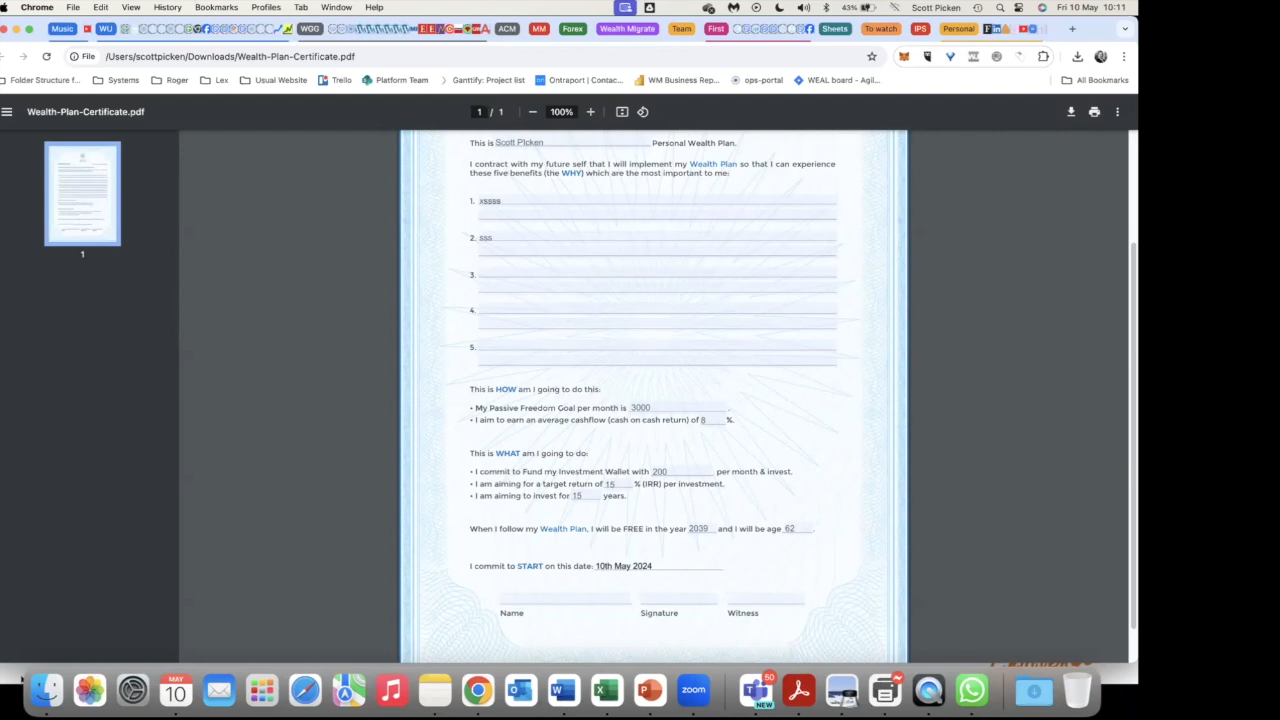 Chrome File Edit View History Bookmarks Profiles Tab Window Help 43% Scott Picken Fri 10 May 10:11
Music WU WGG ACM MM Forex Wealth Migrate Team First Sheets To watch IPS Personal
File /Users/scottpicken/Downloads/Wealth-Plan-Certificate.pdf
Folder Structure f... Systems Roger Lex Usual Website Trello Platform Team Ganttify: Project list Ontraport | Contac... WM Business Rep... ops-portal WEAL board - Agil... All Bookmarks
Wealth-Plan-Certificate.pdf 1 / 1 100%
1
This is Scott Picken Personal Wealth Plan.
I contract with my future self that I will implement my Wealth Plan so that I can experience
these five benefits (the WHY) which are the most important to me:
1. xssss
2. sss
3.
4.
5.
This is HOW am I going to do this:
• My Passive Freedom Goal per month is 3000.
• I aim to earn an average cashflow (cash on cash return) of 8 %.
This is WHAT am I going to do:
• I commit to Fund my Investment Wallet with 200 per month & invest.
• I am aiming for a target return of 15 % (IRR) per investment.
• I am aiming to invest for 15 years.
When I follow my Wealth Plan, I will be FREE in the year 2039 and I will be age 62.
I commit to START on this date: 10th May 2024
Name Signature Witness
MAY
10 zoom 50
NEW